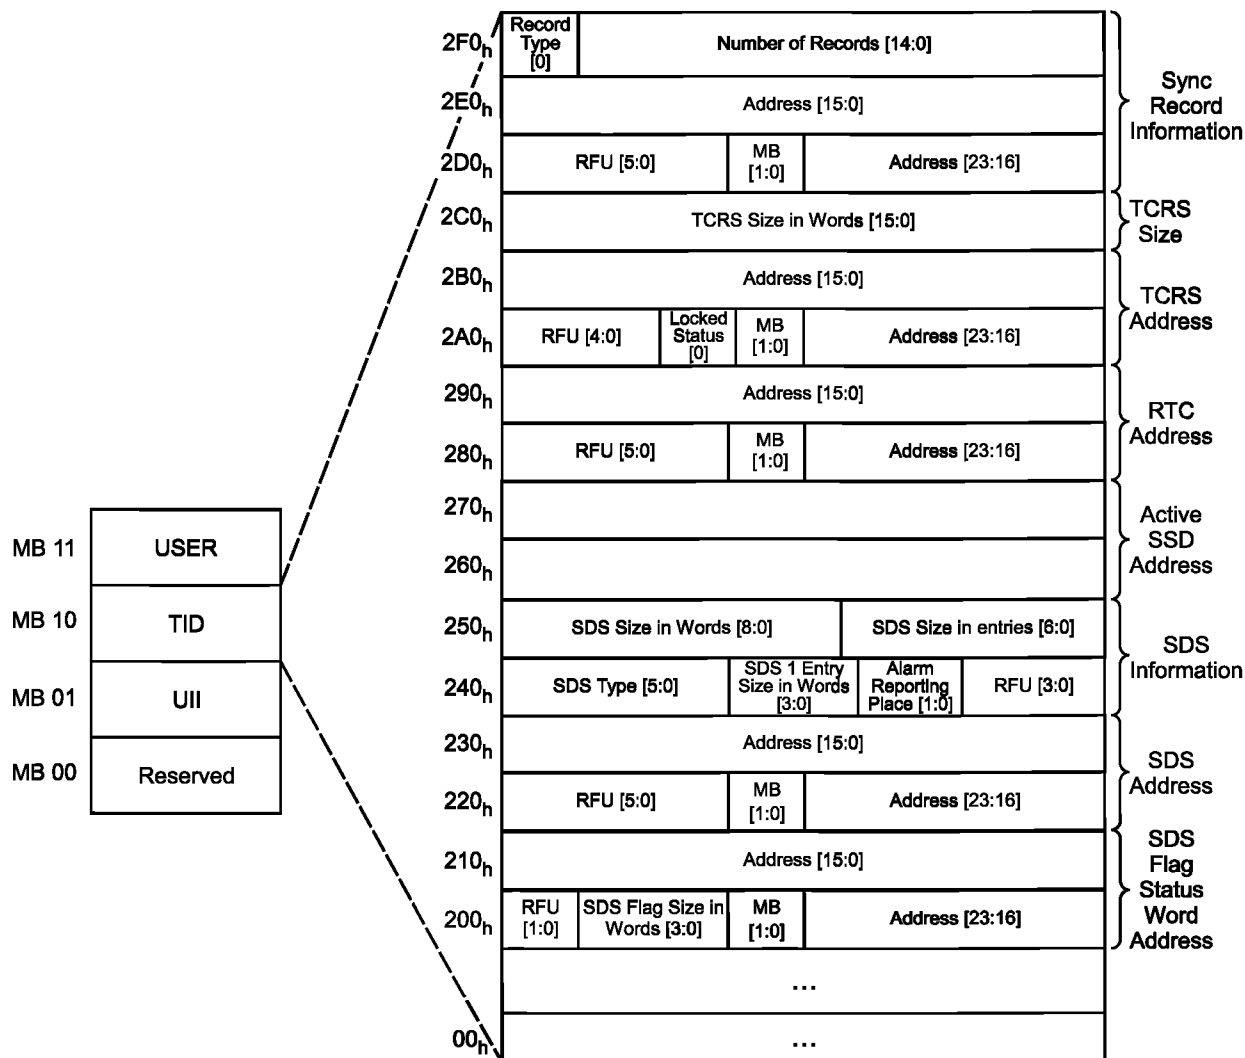 2F0h
Record
Type
[0]
Number of Records [14:0]
2E0h
Address [15:0]
2D0h
RFU [5:0]
MB
[1:0]
Address [23:16]
Sync
Record
Information
2C0h
TCRS Size in Words [15:0]
TCRS
Size
2B0h
Address [15:0]
2A0h
RFU [4:0]
Locked
Status
[0]
MB
[1:0]
Address [23:16]
TCRS
Address
290h
Address [15:0]
280h
RFU [5:0]
MB
[1:0]
Address [23:16]
RTC
Address
270h
260h
Active
SSD
Address
250h
SDS Size in Words [8:0]
SDS Size in entries [6:0]
240h
SDS Type [5:0]
SDS 1 Entry
Size in Words
[3:0]
Alarm
Reporting
Place [1:0]
RFU [3:0]
SDS
Information
230h
Address [15:0]
220h
RFU [5:0]
MB
[1:0]
Address [23:16]
SDS
Address
210h
Address [15:0]
200h
RFU
[1:0]
SDS Flag Size in
Words [3:0]
MB
[1:0]
Address [23:16]
SDS
Flag
Status
Word
Address
...
00h
...
MB 11
USER
MB 10
TID
MB 01
UII
MB 00
Reserved